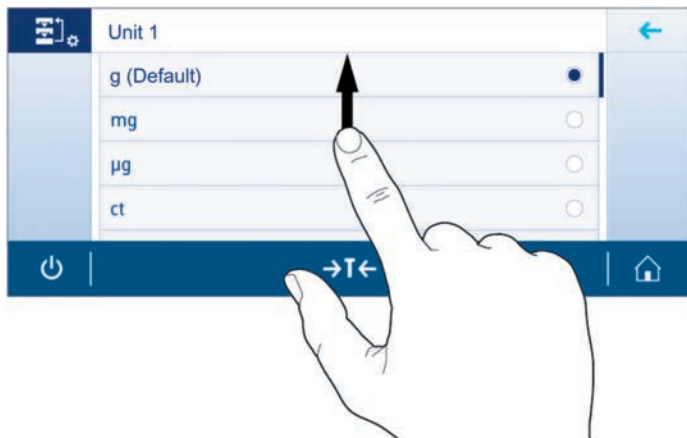 Unit 1
g (Default)
mg
µg
ct
→T←